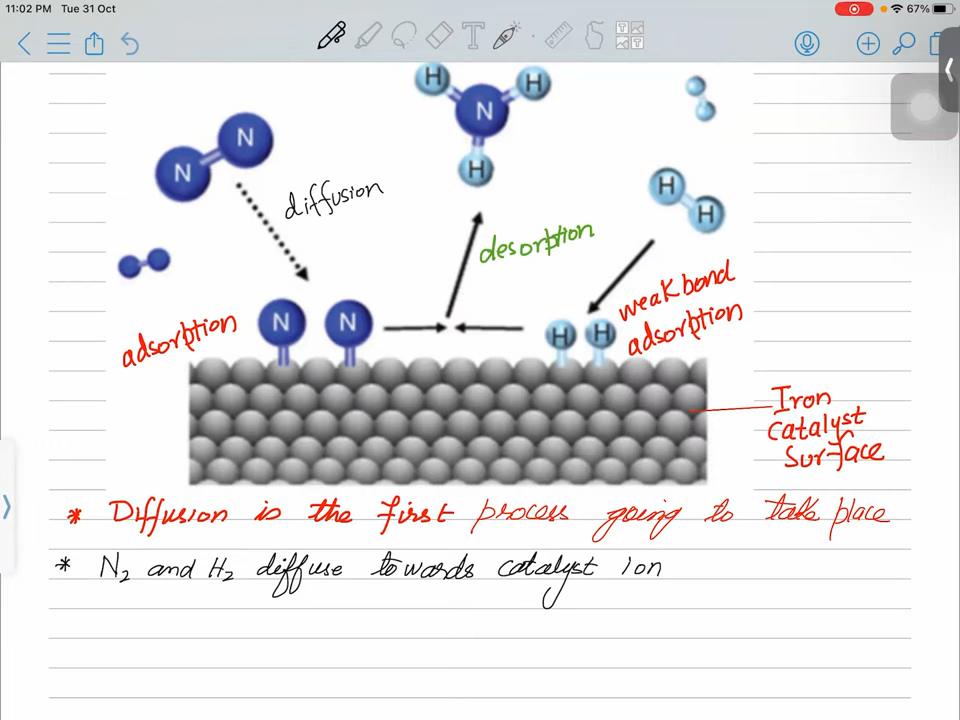 11:02 PM Tue 31 Oct
67%
T
H H
N
H
N
N
H
H
diffusion
desorption
weak bond
adsorption
adsorption
N N
H H
Iron
catalyst
surface
* Diffusion is the first process going to take place
* N₂ and H₂ diffuse towards catalyst ion